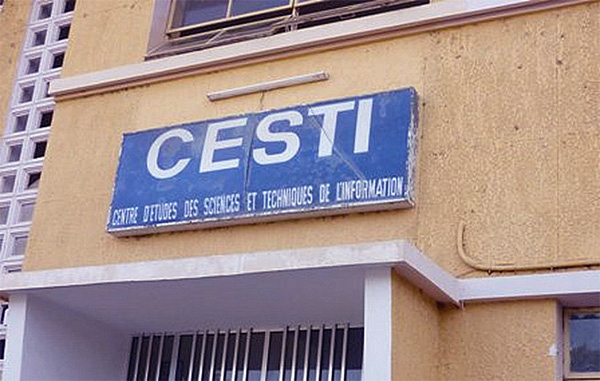 CESTI
CENTRE D'ETUDES DES SCIENCES ET TECHNIQUES DE L'INFORMATION